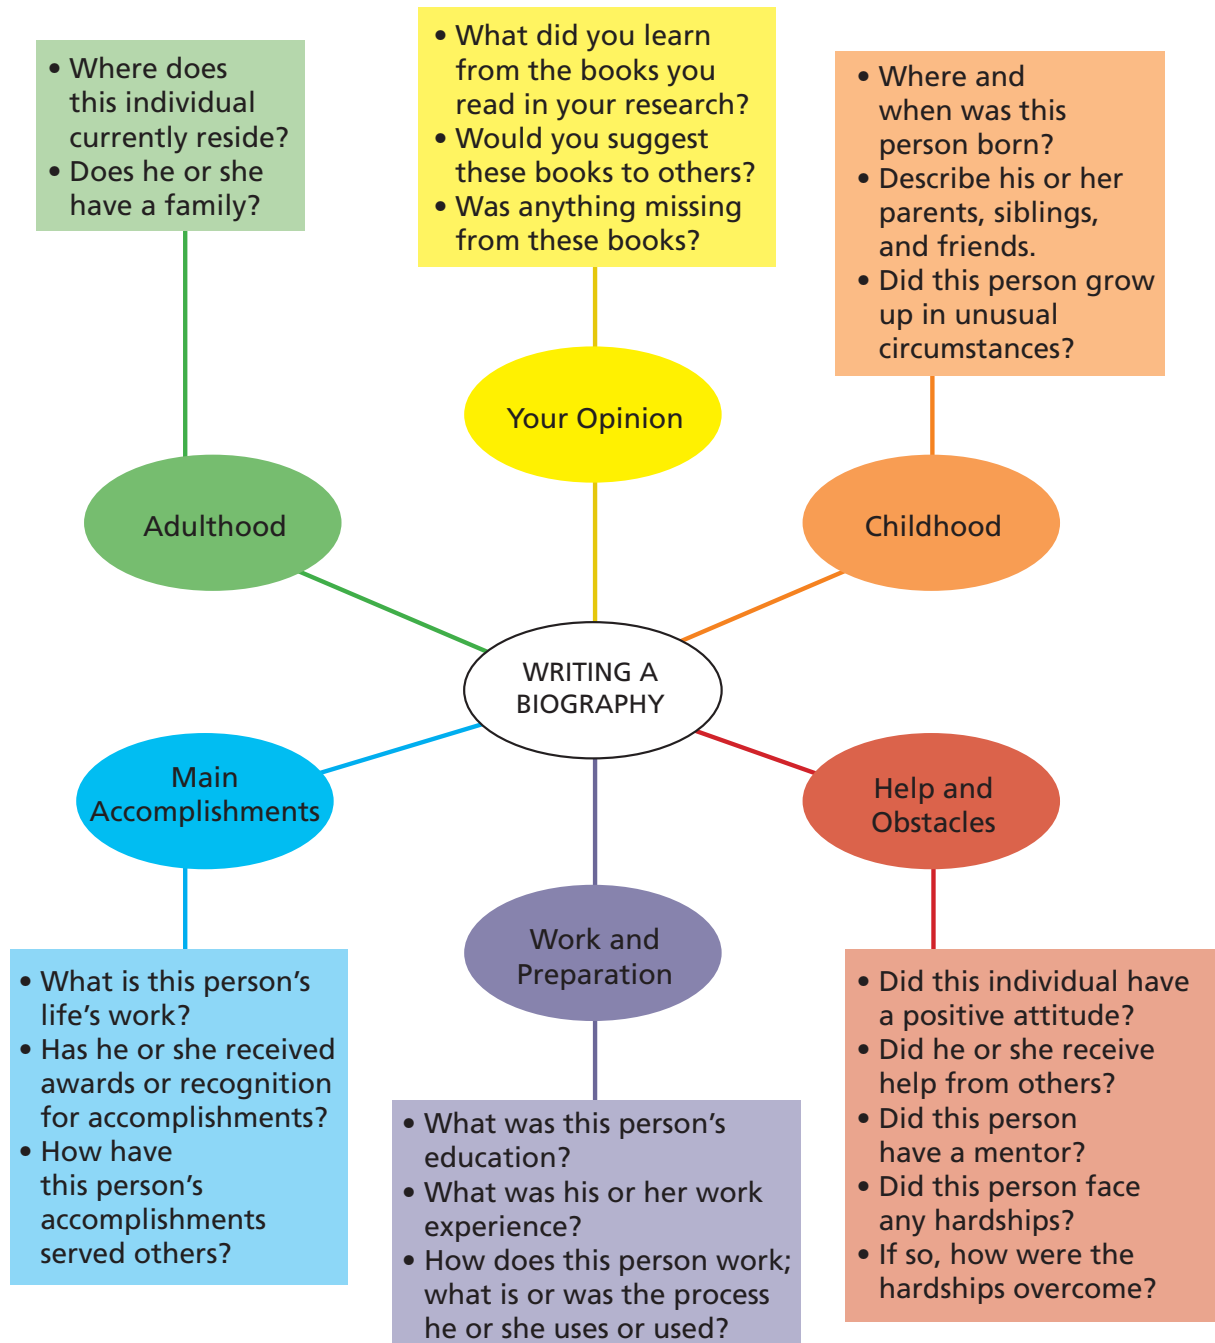 • Where does
this individual
currently reside?
• Does he or she
have a family?
• What did you learn
from the books you
read in your research?
• Would you suggest
these books to others?
• Was anything missing
from these books?
• Where and
when was this
person born?
• Describe his or her
parents, siblings,
and friends.
• Did this person grow
up in unusual
circumstances?
Adulthood
Your Opinion
Childhood
WRITING A
BIOGRAPHY
Main
Accomplishments
Work and
Preparation
Help and
Obstacles
• What is this person’s
life’s work?
• Has he or she received
awards or recognition
for accomplishments?
• How have
this person’s
accomplishments
served others?
• What was this person’s
education?
• What was his or her work
experience?
• How does this person work;
what is or was the process
he or she uses or used?
• Did this individual have
a positive attitude?
• Did he or she receive
help from others?
• Did this person
have a mentor?
• Did this person face
any hardships?
• If so, how were the
hardships overcome?